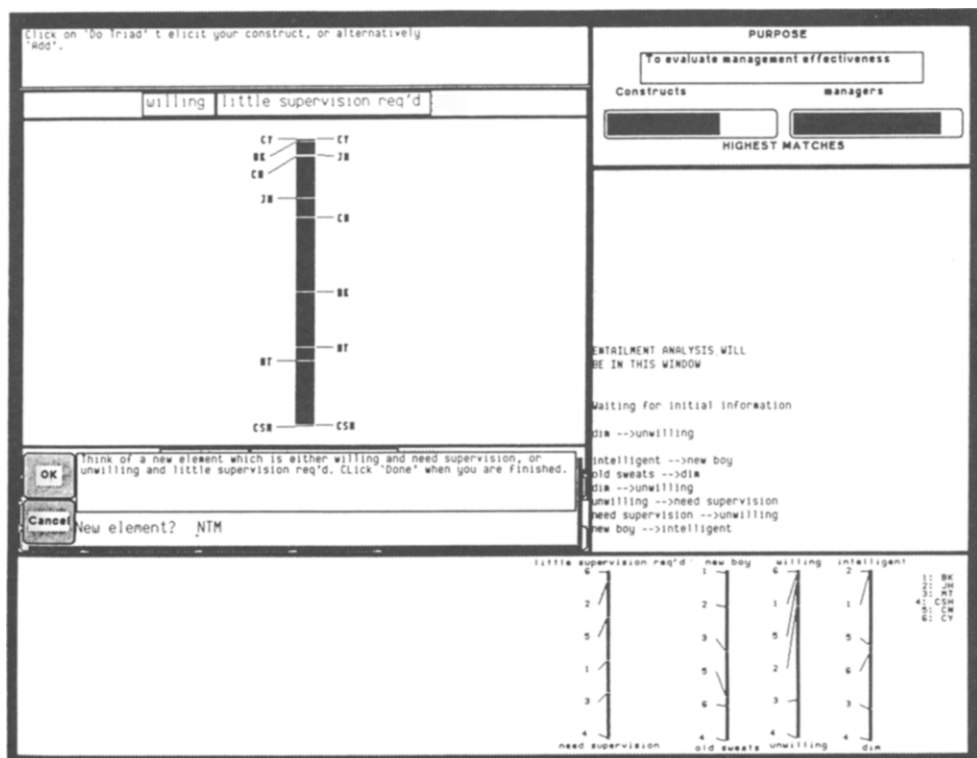 Click on 'Do Triad' t elicit your construct, or alternatively
'Add'.
willing little supervision req'd
CY CY
BK JH
CN
JH
CN
BK
MT
MT
CSH CSH
OK
Think of a new element which is either willing and need supervision, or
unwilling and little supervision req'd. CLick 'Done' when you are finished.
Cancel
New element? NTM
PURPOSE
To evaluate management effectiveness
Constructs managers
HIGHEST MATCHES
ENTAILMENT ANALYSIS WILL
BE IN THIS WINDOW
Waiting for initial information
dim -->unwilling
intelligent -->new boy
old sweats -->dim
dim -->unwilling
unwilling -->need supervision
need supervision -->unwilling
new boy -->intelligent
little supervision req'd new boy willing intelligent
6 1 6 2
2 2 1 1
5 3 5 5
1 5 2 6
3 6 3 3
4 4 4 4
need supervision old sweats unwilling dim
1: BK
2: JH
3: MT
4: CSH
5: CN
6: CY